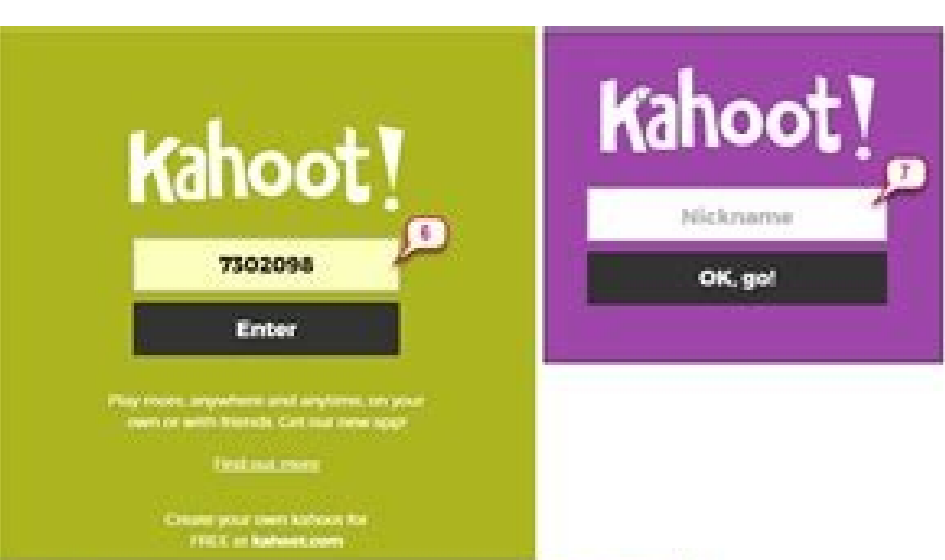 Kahoot!
6
7302098
Enter
Play more, anywhere and anytime, on your
own or with friends. Get our new app!
Find out more
Create your own kahoots for
FREE at kahoot.com
Kahoot!
7
Nickname
OK, go!